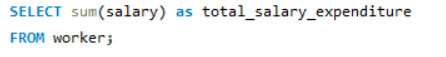 SELECT sum(salary) as total_salary_expenditure
FROM worker;